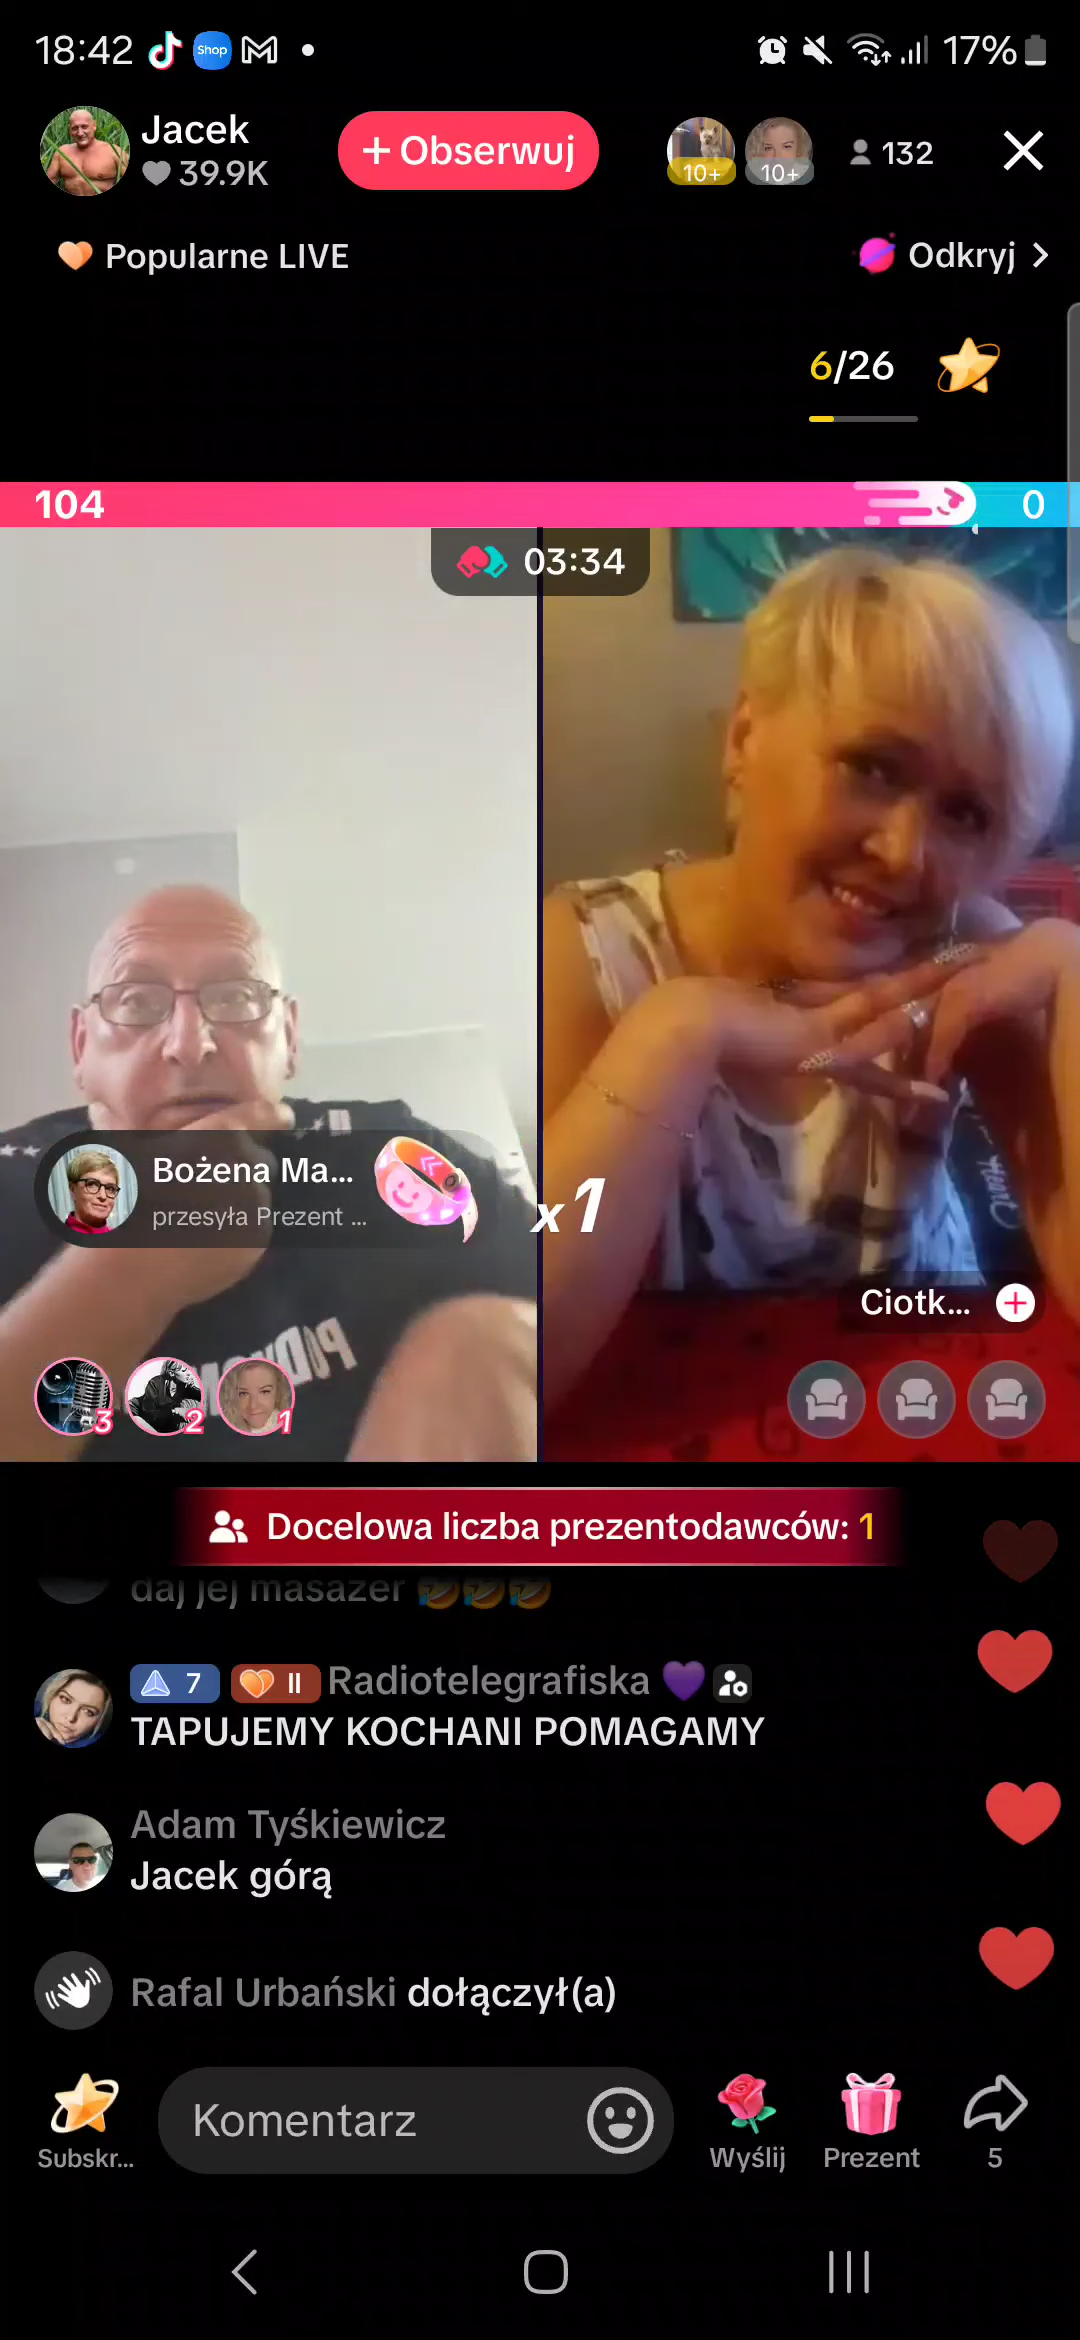 18:42
Shop
17%
Jacek
39.9K
+ Obserwuj
10+
10+
132
Popularne LIVE
Odkryj >
6/26
104
0
03:34
Bożena Ma...
przesyła Prezent ...
x1
Ciotk...
3
2
1
Docelowa liczba prezentodawców: 1
daj jej masażer 🤣🤣🤣
7 II Radiotelegrafiska 💜
TAPUJEMY KOCHANI POMAGAMY
Adam Tyśkiewicz
Jacek górą
Rafal Urbański dołączył(a)
Subskr...
Komentarz
Wyślij
Prezent
5